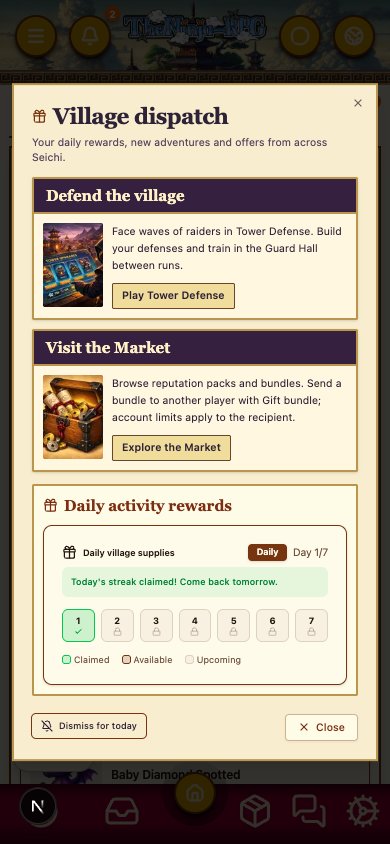 2
TheNinja-RPG
Village dispatch
Your daily rewards, new adventures and offers from across
Seichi.
Defend the village
TOWER UPGRADES
Face waves of raiders in Tower Defense. Build
your defenses and train in the Guard Hall
between runs.
Play Tower Defense
Visit the Market
Browse reputation packs and bundles. Send a
bundle to another player with Gift bundle;
account limits apply to the recipient.
Explore the Market
Daily activity rewards
Daily village supplies
Daily
Day 1/7
Today's streak claimed! Come back tomorrow.
1 2 3 4 5 6 7
Claimed Available Upcoming
Dismiss for today
Close
Baby Diamond Spotted
N